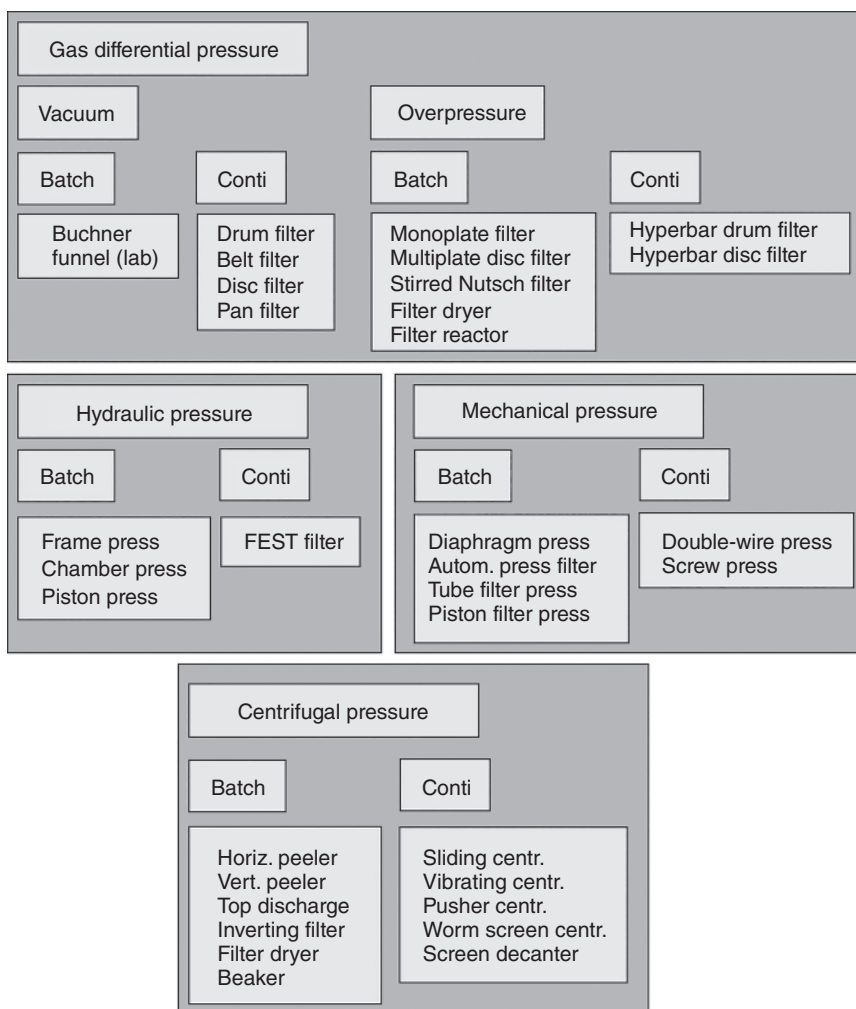 Gas differential pressure
Vacuum
Overpressure
Batch
Conti
Batch
Conti
Buchner
funnel (lab)
Drum filter
Belt filter
Disc filter
Pan filter
Monoplate filter
Multiplate disc filter
Stirred Nutsch filter
Filter dryer
Filter reactor
Hyperbar drum filter
Hyperbar disc filter
Hydraulic pressure
Batch
Conti
Frame press
Chamber press
Piston press
FEST filter
Mechanical pressure
Batch
Conti
Diaphragm press
Autom. press filter
Tube filter press
Piston filter press
Double-wire press
Screw press
Centrifugal pressure
Batch
Conti
Horiz. peeler
Vert. peeler
Top discharge
Inverting filter
Filter dryer
Beaker
Sliding centr.
Vibrating centr.
Pusher centr.
Worm screen centr.
Screen decanter